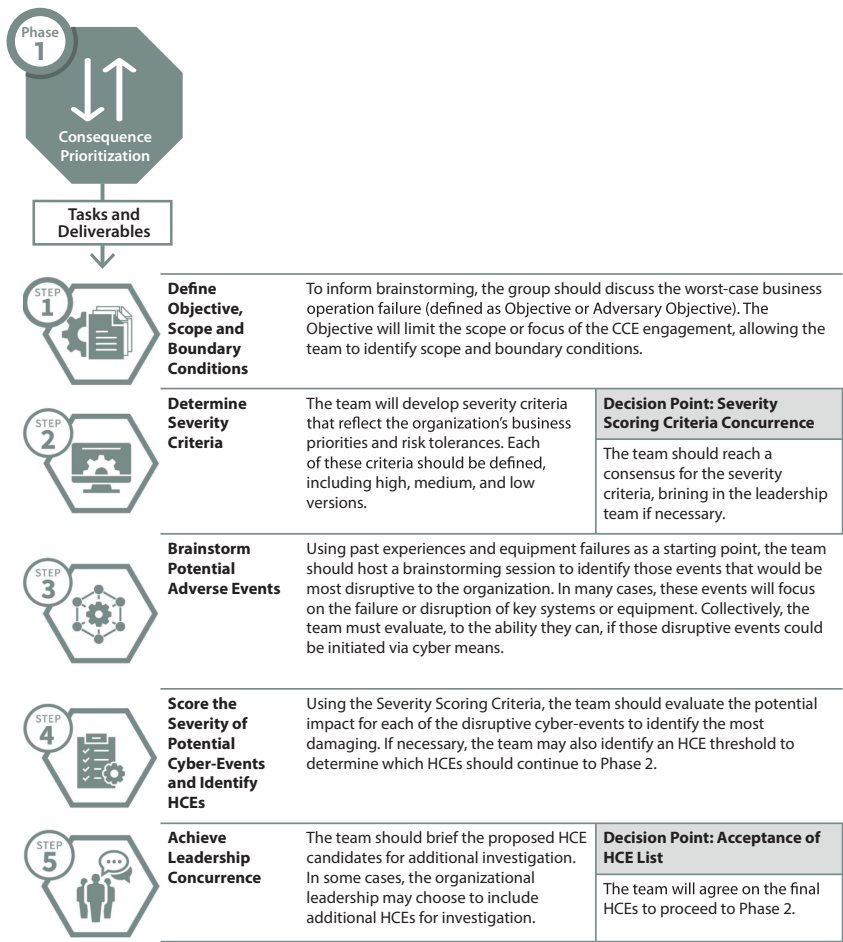 Phase
1
Consequence
Prioritization
Tasks and
Deliverables
STEP
1
Define
Objective,
Scope and
Boundary
Conditions
To inform brainstorming, the group should discuss the worst-case business
operation failure (defined as Objective or Adversary Objective). The
Objective will limit the scope or focus of the CCE engagement, allowing the
team to identify scope and boundary conditions.
STEP
2
Determine
Severity
Criteria
The team will develop severity criteria
that reflect the organization's business
priorities and risk tolerances. Each
of these criteria should be defined,
including high, medium, and low
versions.
Decision Point: Severity
Scoring Criteria Concurrence
The team should reach a
consensus for the severity
criteria, brining in the leadership
team if necessary.
STEP
3
Brainstorm
Potential
Adverse Events
Using past experiences and equipment failures as a starting point, the team
should host a brainstorming session to identify those events that would be
most disruptive to the organization. In many cases, these events will focus
on the failure or disruption of key systems or equipment. Collectively, the
team must evaluate, to the ability they can, if those disruptive events could
be initiated via cyber means.
STEP
4
Score the
Severity of
Potential
Cyber-Events
and Identify
HCEs
Using the Severity Scoring Criteria, the team should evaluate the potential
impact for each of the disruptive cyber-events to identify the most
damaging. If necessary, the team may also identify an HCE threshold to
determine which HCEs should continue to Phase 2.
STEP
5
Achieve
Leadership
Concurrence
The team should brief the proposed HCE
candidates for additional investigation.
In some cases, the organizational
leadership may choose to include
additional HCEs for investigation.
Decision Point: Acceptance of
HCE List
The team will agree on the final
HCEs to proceed to Phase 2.